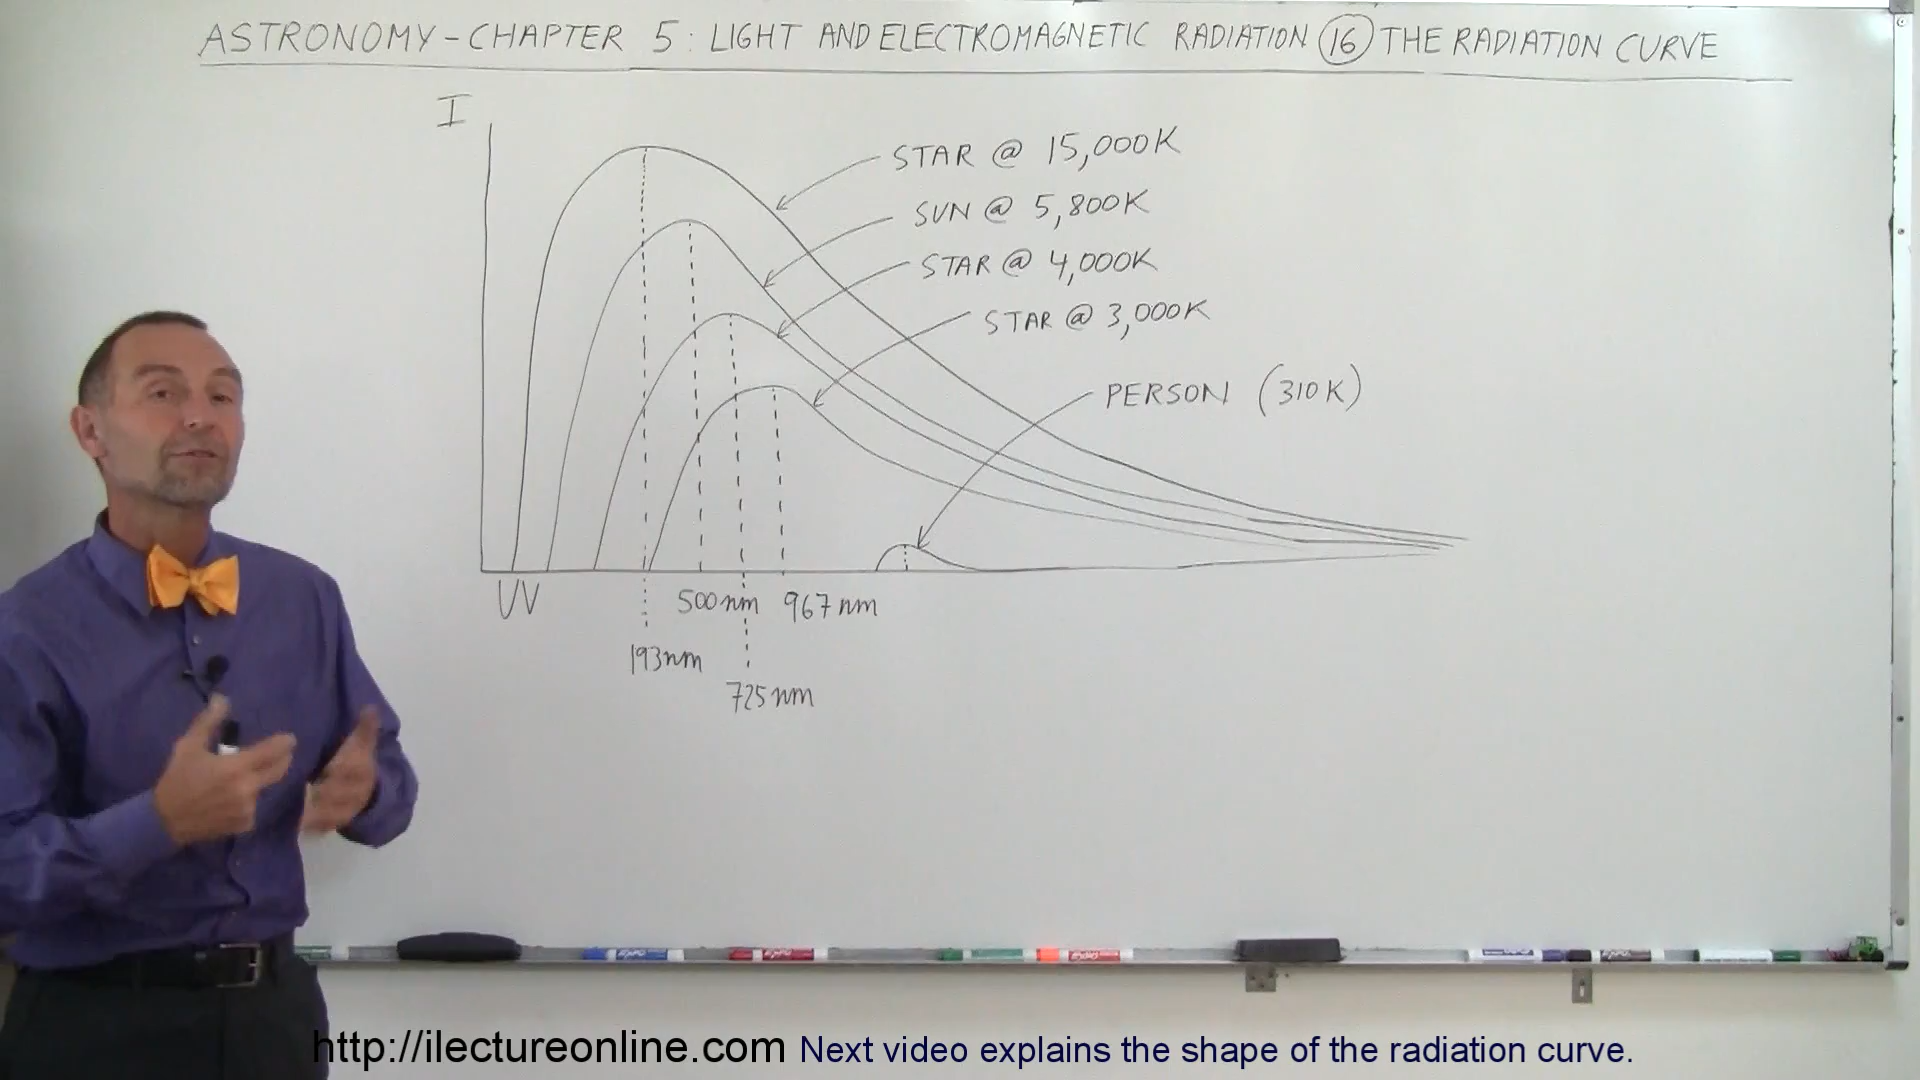 ASTRONOMY - CHAPTER 5: LIGHT AND ELECTROMAGNETIC RADIATION (16) THE RADIATION CURVE
I
STAR @ 15,000K
SUN @ 5,800K
STAR @ 4,000K
STAR @ 3,000K
PERSON (310K)
UV
500nm
967nm
193nm
725nm
http://ilectureonline.com Next video explains the shape of the radiation curve.